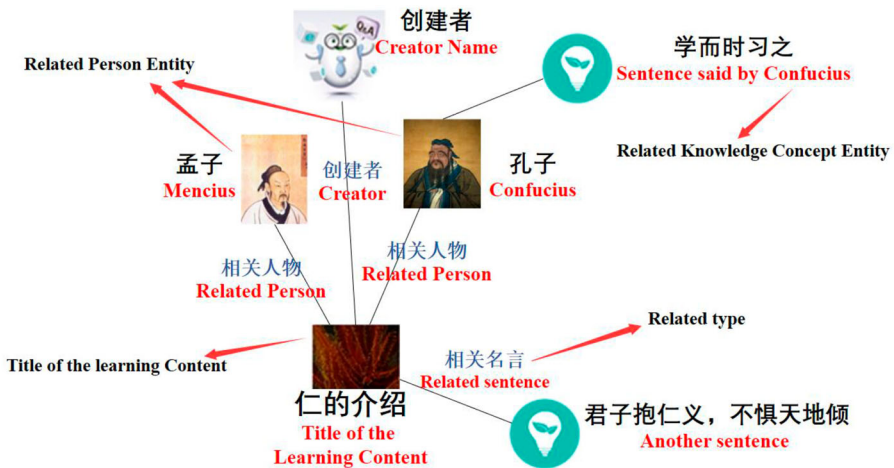 创建者
Creator Name
Q&A
学而时习之
Sentence said by Confucius
Related Person Entity
Related Knowledge Concept Entity
孟子
Mencius
创建者
Creator
孔子
Confucius
相关人物
Related Person
相关人物
Related Person
Related type
Title of the learning Content
相关名言
Related sentence
仁的介绍
Title of the
Learning Content
君子抱仁义，不惧天地倾
Another sentence